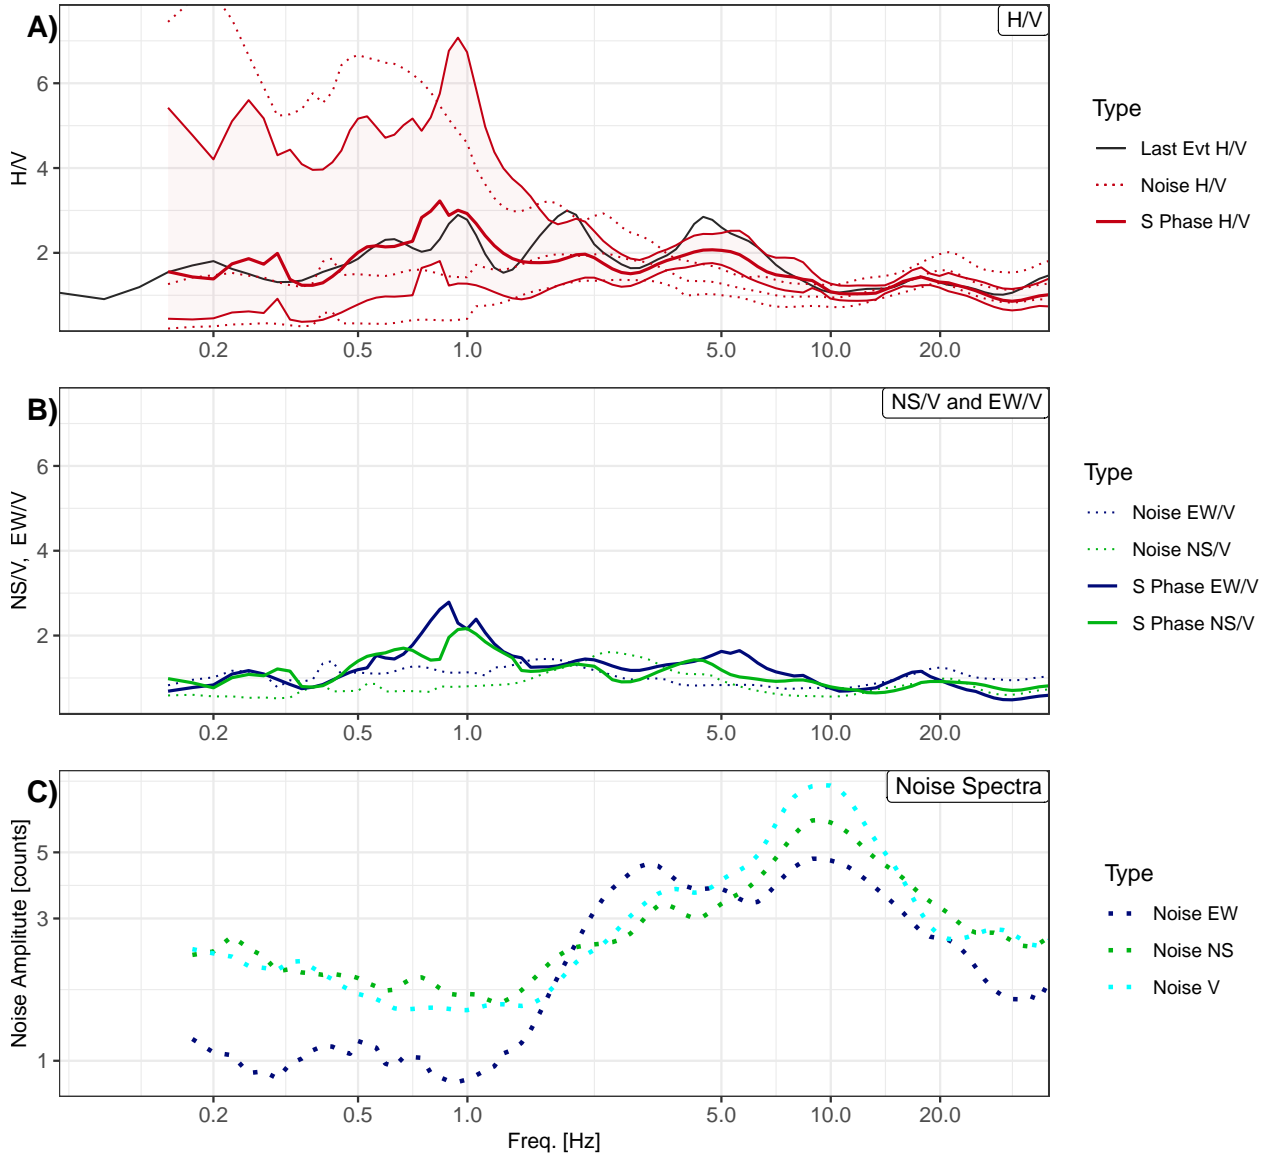 A)
H/V
6
4
2
H/V
0.2 0.5 1.0 5.0 10.0 20.0
Type
Last Evt H/V
Noise H/V
S Phase H/V
B)
NS/V and EW/V
6
4
2
NS/V, EW/V
0.2 0.5 1.0 5.0 10.0 20.0
Type
Noise EW/V
Noise NS/V
S Phase EW/V
S Phase NS/V
C)
Noise Spectra
5
3
1
Noise Amplitute [counts]
0.2 0.5 1.0 5.0 10.0 20.0
Freq. [Hz]
Type
Noise EW
Noise NS
Noise V